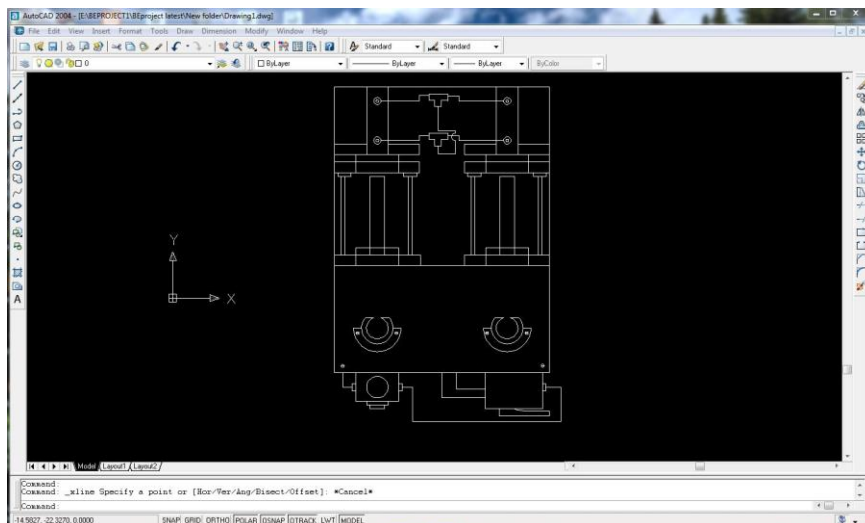 AutoCAD 2004 - [E:\BEPROJECT1\BEproject latest\New folder\Drawing1.dwg]
File Edit View Insert Format Tools Draw Dimension Modify Window Help
Standard Standard
0 ByLayer ByLayer ByLayer ByColor
A
Y
X
Model Layout1 Layout2
Command:
Command: _xline Specify a point or [Hor/Ver/Ang/Bisect/Offset]: *Cancel*
Command:
-14.5827, -22.3270, 0.0000 SNAP GRID ORTHO POLAR OSNAP OTRACK LWT MODEL